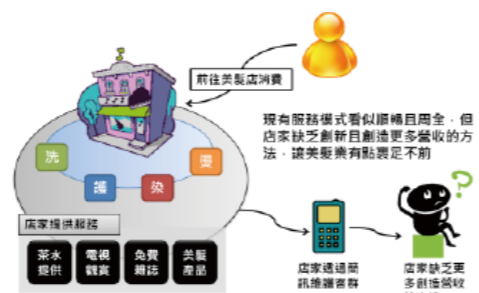 前往美髮店消費
現有服務模式看似順暢且周全，但
店家缺乏創新且創造更多營收的方
法，讓美髮業有點裹足不前
洗
護
染
燙
店家提供服務
茶水
提供
電視
觀賞
免費
雜誌
美髮
產品
店家透過簡
訊維護客群
店家缺乏更
多創造營收